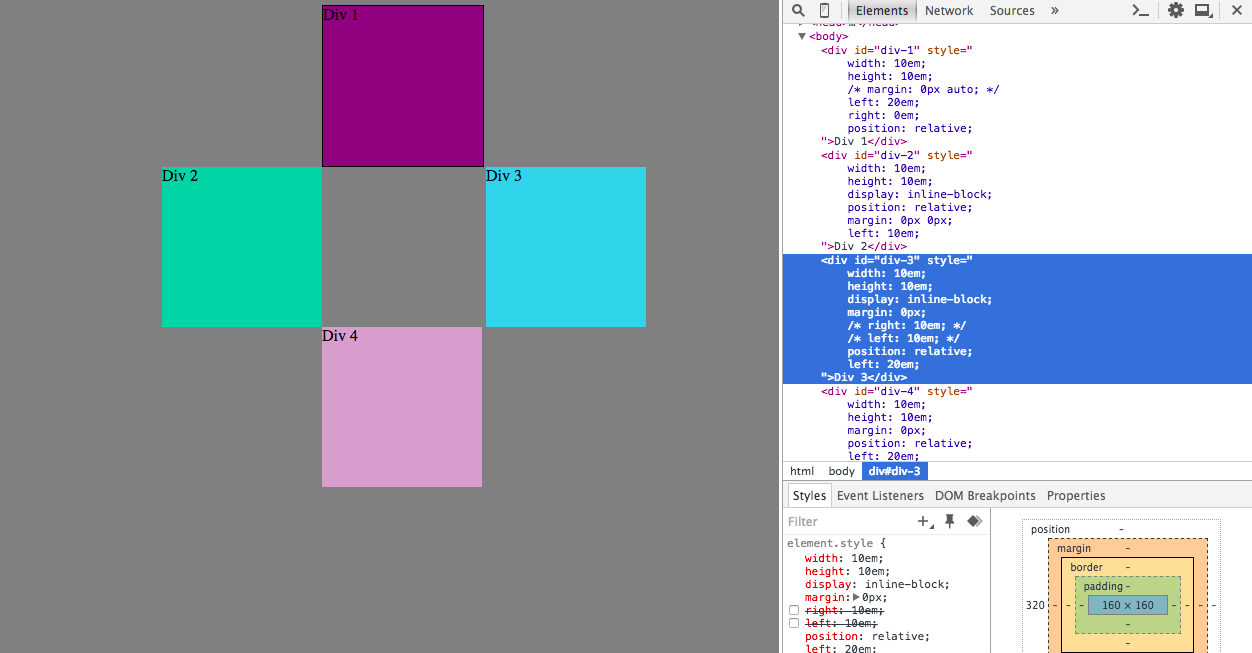 Div 1
Div 2
Div 3
Div 4
Elements Network Sources »
<body>
<div id="div-1" style="
width: 10em;
height: 10em;
/* margin: 0px auto; */
left: 20em;
right: 0em;
position: relative;
">Div 1</div>
<div id="div-2" style="
width: 10em;
height: 10em;
display: inline-block;
position: relative;
margin: 0px 0px;
left: 10em;
">Div 2</div>
<div id="div-3" style="
width: 10em;
height: 10em;
display: inline-block;
margin: 0px;
/* right: 10em; */
/* left: 10em; */
position: relative;
left: 20em;
">Div 3</div>
<div id="div-4" style="
width: 10em;
height: 10em;
margin: 0px;
position: relative;
left: 20em;
html body div#div-3
Styles Event Listeners DOM Breakpoints Properties
Filter
element.style {
width: 10em;
height: 10em;
display: inline-block;
margin: 0px;
right: 10em;
left: 10em;
position: relative;
left: 20em;
position -
margin -
border -
padding -
320 - - - 160 × 160 - - - -
-
-